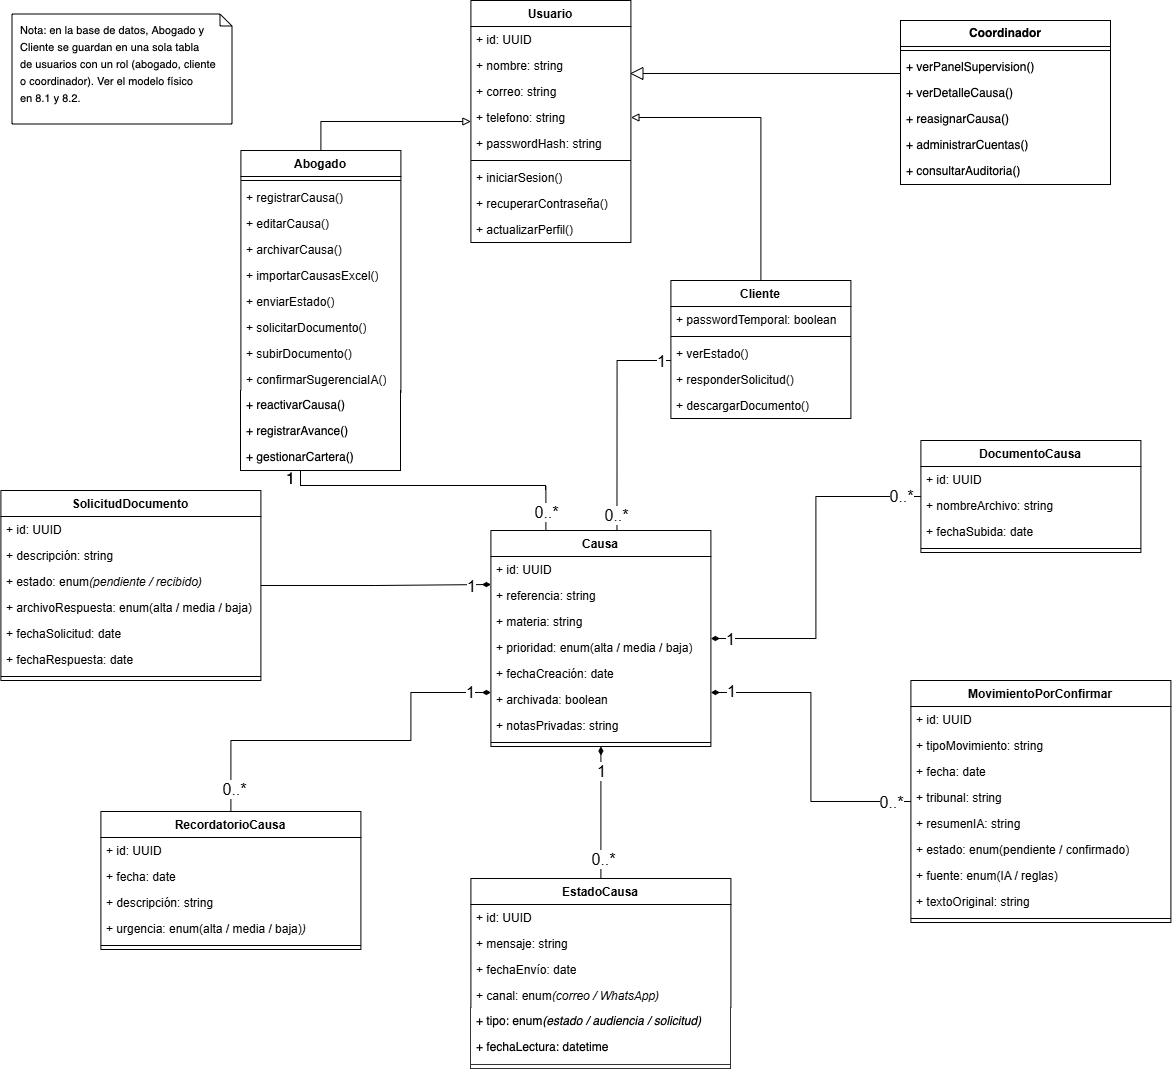 Nota: en la base de datos, Abogado y
Cliente se guardan en una sola tabla
de usuarios con un rol (abogado, cliente
o coordinador). Ver el modelo físico
en 8.1 y 8.2.
Usuario
+ id: UUID
+ nombre: string
+ correo: string
+ telefono: string
+ passwordHash: string
+ iniciarSesion()
+ recuperarContraseña()
+ actualizarPerfil()
Coordinador
+ verPanelSupervision()
+ verDetalleCausa()
+ reasignarCausa()
+ administrarCuentas()
+ consultarAuditoria()
Abogado
+ registrarCausa()
+ editarCausa()
+ archivarCausa()
+ importarCausasExcel()
+ enviarEstado()
+ solicitarDocumento()
+ subirDocumento()
+ confirmarSugerenciaIA()
+ reactivarCausa()
+ registrarAvance()
+ gestionarCartera()
1
0..*
Cliente
+ passwordTemporal: boolean
+ verEstado()
+ responderSolicitud()
+ descargarDocumento()
1
0..*
SolicitudDocumento
+ id: UUID
+ descripción: string
+ estado: enum(pendiente / recibido)
+ archivoRespuesta: enum(alta / media / baja)
+ fechaSolicitud: date
+ fechaRespuesta: date
1
Causa
+ id: UUID
+ referencia: string
+ materia: string
+ prioridad: enum(alta / media / baja)
+ fechaCreación: date
+ archivada: boolean
+ notasPrivadas: string
DocumentoCausa
+ id: UUID
+ nombreArchivo: string
+ fechaSubida: date
0..*
1
MovimientoPorConfirmar
+ id: UUID
+ tipoMovimiento: string
+ fecha: date
+ tribunal: string
+ resumenIA: string
+ estado: enum(pendiente / confirmado)
+ fuente: enum(IA / reglas)
+ textoOriginal: string
1
0..*
1
0..*
RecordatorioCausa
+ id: UUID
+ fecha: date
+ descripción: string
+ urgencia: enum(alta / media / baja))
1
0..*
EstadoCausa
+ id: UUID
+ mensaje: string
+ fechaEnvío: date
+ canal: enum(correo / WhatsApp)
+ tipo: enum(estado / audiencia / solicitud)
+ fechaLectura: datetime